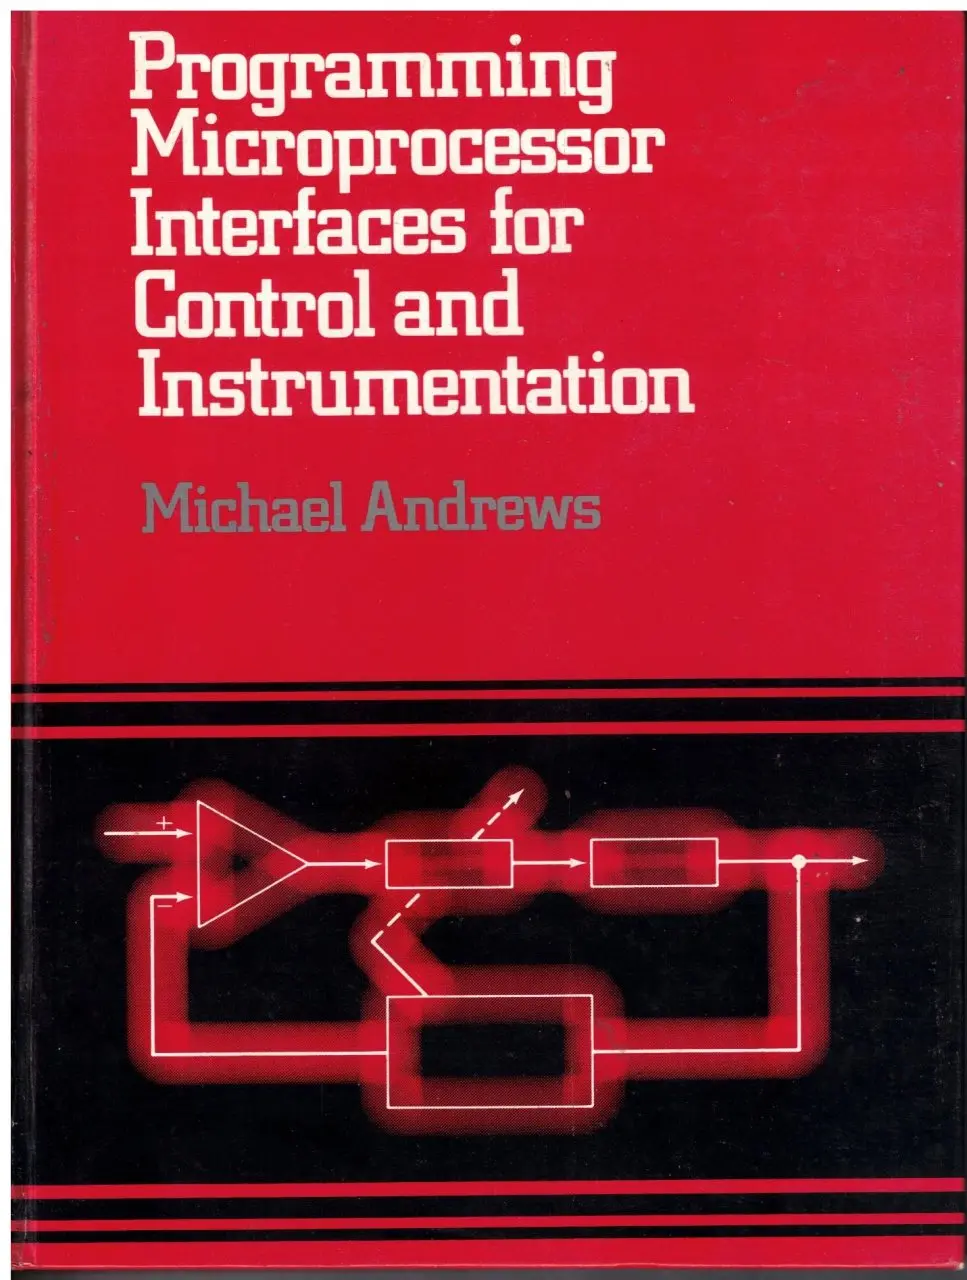 Programming
Microprocessor
Interfaces for
Control and
Instrumentation
Michael Andrews
+
−